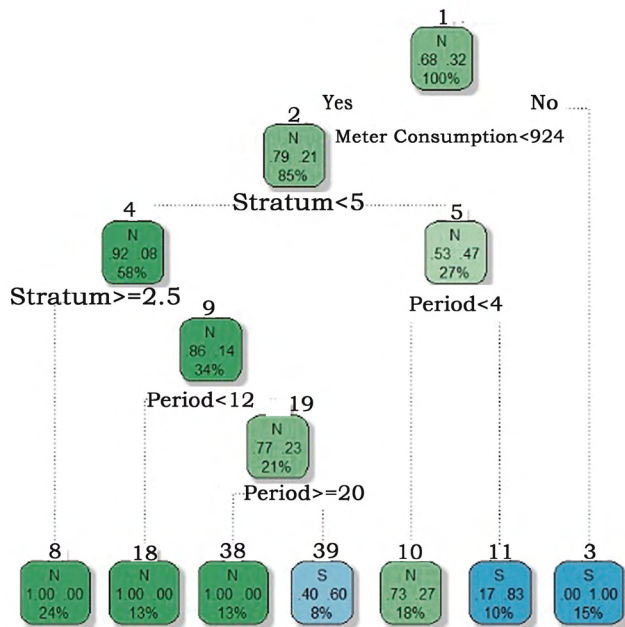 1
N
.68 .32
100%
Yes No
2
Meter Consumption<924
N
.79 .21
85%
Stratum<5
4
5
N
.92 .08
58%
N
.53 .47
27%
Stratum>=2.5
Period<4
9
N
.86 .14
34%
Period<12
19
N
.77 .23
21%
Period>=20
8
18
38
39
10
11
3
N
1.00 .00
24%
N
1.00 .00
13%
N
1.00 .00
13%
S
.40 .60
8%
N
.73 .27
18%
S
.17 .83
10%
S
.00 1.00
15%